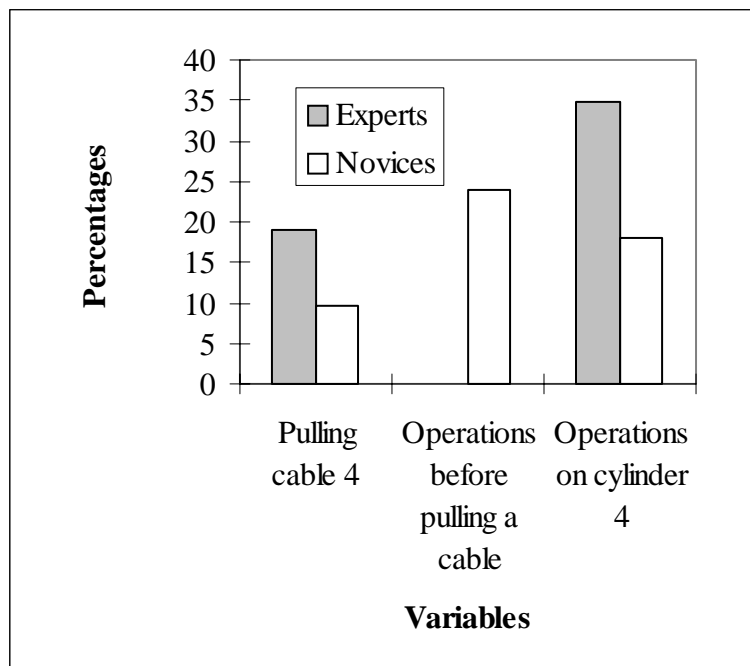 40
35
30
25
20
15
10
5
0
Percentages
Experts
Novices
Pulling
cable 4
Operations
before
pulling a
cable
Operations
on cylinder
4
Variables